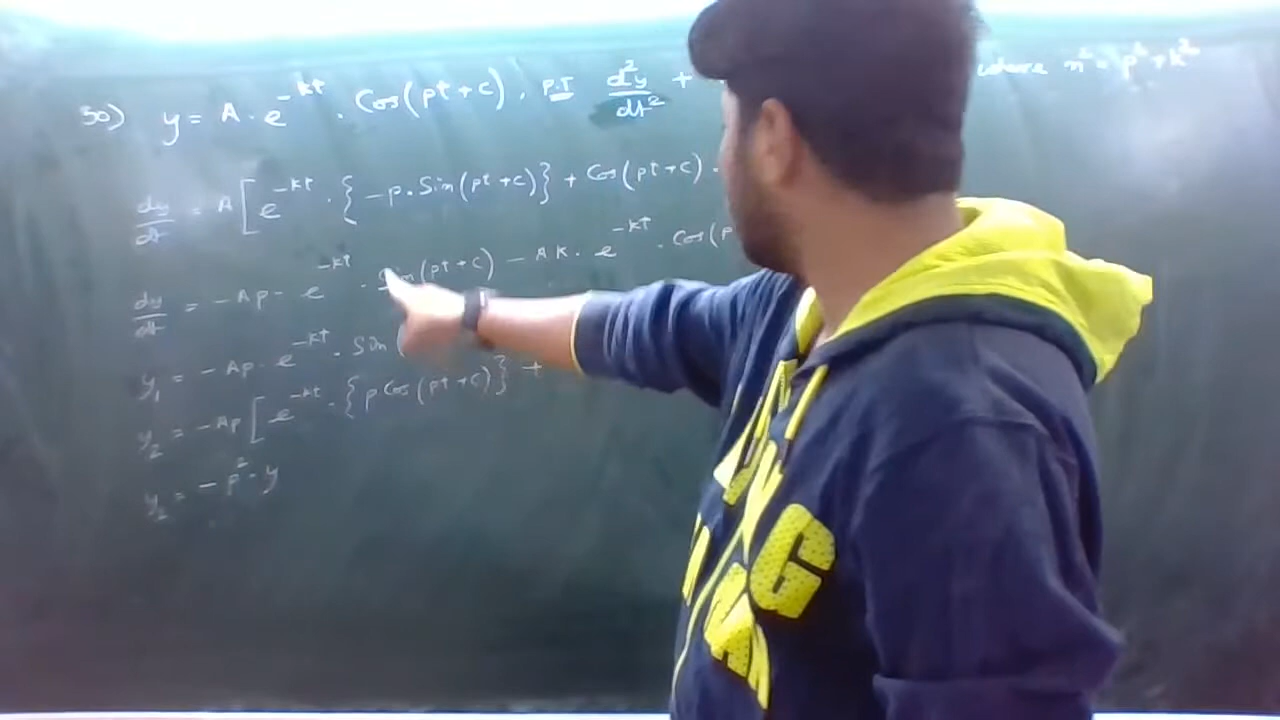 30) y = A · e^{-kt} · Cos(pt+c), P.T d²y/dt² + where n² = p² + k²
dy/dt = A[e^{-kt} · {-p · Sin(pt+c)} + Cos(pt+c) ·
dy/dt = -Ap · e^{-kt} · Sin(pt+c) - Ak · e^{-kt} · Cos(p
y₁ = -Ap · e^{-kt} · Sin(
y₂ = -Ap[e^{-kt} · {p Cos(pt+c)} +
y₂ = -p² · y